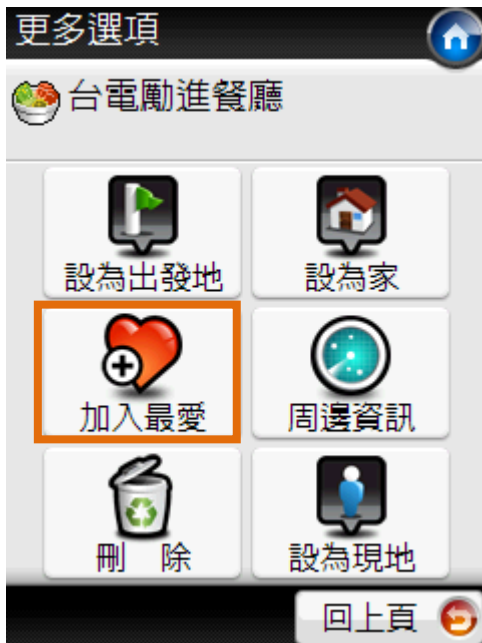 更多選項
台電勵進餐廳
設為出發地
設為家
加入最愛
周邊資訊
刪 除
設為現地
回上頁